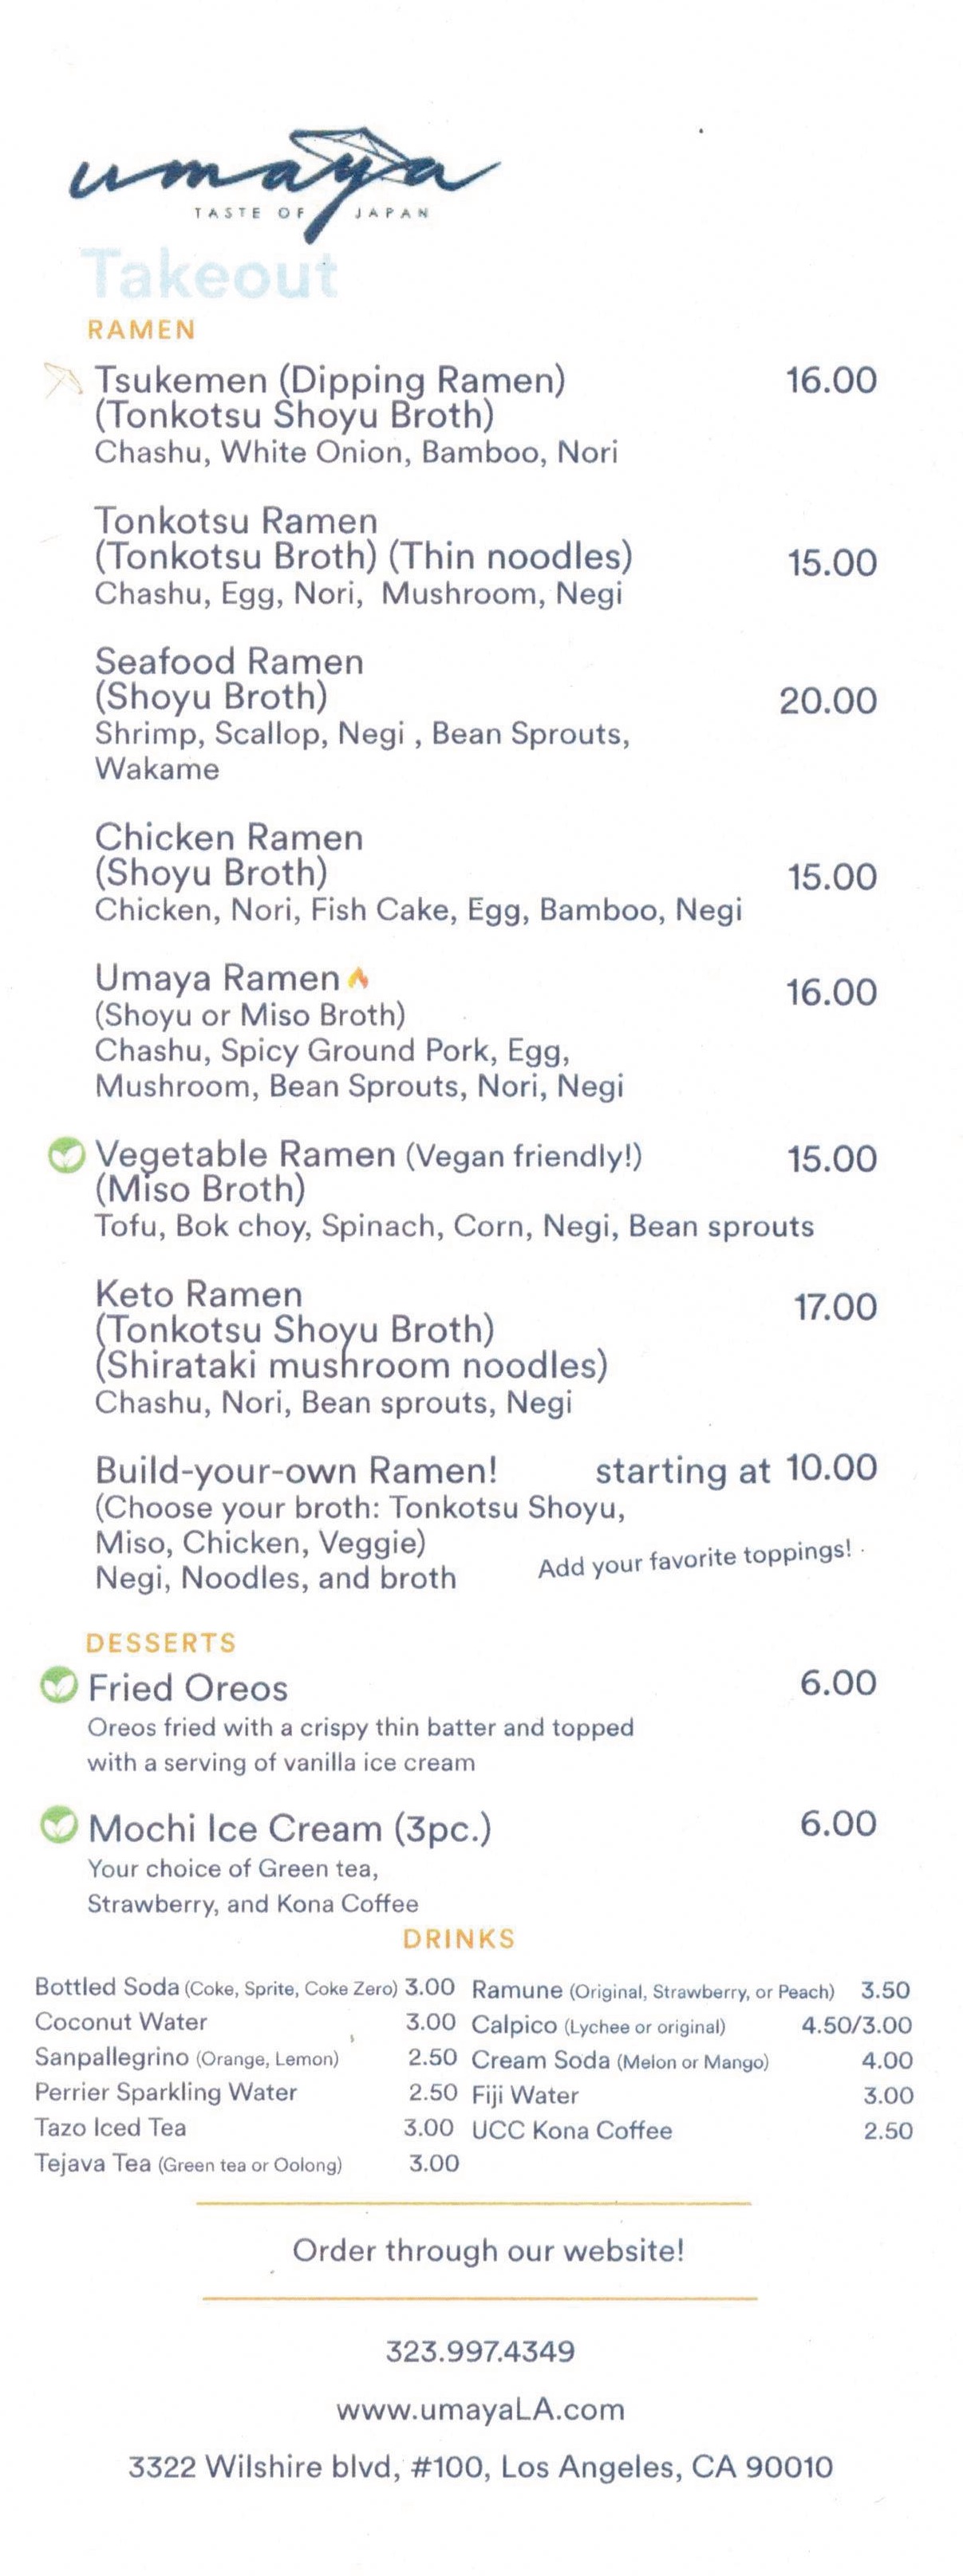 umaya
TASTE OF JAPAN
Takeout
RAMEN
Tsukemen (Dipping Ramen) 16.00
(Tonkotsu Shoyu Broth)
Chashu, White Onion, Bamboo, Nori
Tonkotsu Ramen
(Tonkotsu Broth) (Thin noodles) 15.00
Chashu, Egg, Nori, Mushroom, Negi
Seafood Ramen
(Shoyu Broth) 20.00
Shrimp, Scallop, Negi , Bean Sprouts,
Wakame
Chicken Ramen
(Shoyu Broth) 15.00
Chicken, Nori, Fish Cake, Egg, Bamboo, Negi
Umaya Ramen 16.00
(Shoyu or Miso Broth)
Chashu, Spicy Ground Pork, Egg,
Mushroom, Bean Sprouts, Nori, Negi
Vegetable Ramen (Vegan friendly!) 15.00
(Miso Broth)
Tofu, Bok choy, Spinach, Corn, Negi, Bean sprouts
Keto Ramen 17.00
(Tonkotsu Shoyu Broth)
(Shirataki mushroom noodles)
Chashu, Nori, Bean sprouts, Negi
Build-your-own Ramen! starting at 10.00
(Choose your broth: Tonkotsu Shoyu,
Miso, Chicken, Veggie)
Negi, Noodles, and broth Add your favorite toppings!
DESSERTS
Fried Oreos 6.00
Oreos fried with a crispy thin batter and topped
with a serving of vanilla ice cream
Mochi Ice Cream (3pc.) 6.00
Your choice of Green tea,
Strawberry, and Kona Coffee
DRINKS
Bottled Soda (Coke, Sprite, Coke Zero) 3.00
Coconut Water 3.00
Sanpallegrino (Orange, Lemon) 2.50
Perrier Sparkling Water 2.50
Tazo Iced Tea 3.00
Tejava Tea (Green tea or Oolong) 3.00
Ramune (Original, Strawberry, or Peach) 3.50
Calpico (Lychee or original) 4.50/3.00
Cream Soda (Melon or Mango) 4.00
Fiji Water 3.00
UCC Kona Coffee 2.50
Order through our website!
323.997.4349
www.umayaLA.com
3322 Wilshire blvd, #100, Los Angeles, CA 90010